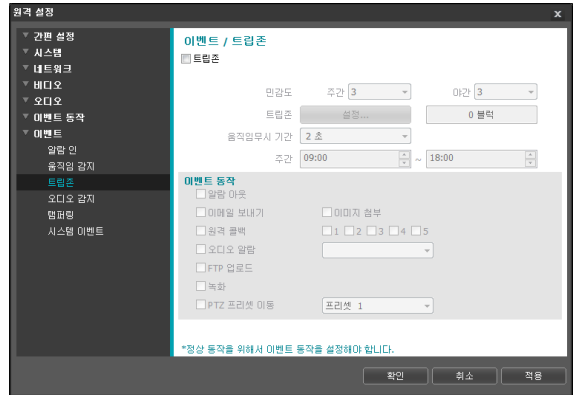 원격 설정 x
간편 설정
시스템
네트워크
비디오
오디오
이벤트 동작
이벤트
알람 인
움직임 감지
트립존
오디오 감지
탬퍼링
시스템 이벤트
이벤트 / 트립존
트립존
민감도 주간 3 야간 3
트립존 설정... 0 블럭
움직임무시 기간 2 초
주간 09:00 ~ 18:00
이벤트 동작
알람 아웃
이메일 보내기 이미지 첨부
원격 콜백 1 2 3 4 5
오디오 알람
FTP 업로드
녹화
PTZ 프리셋 이동 프리셋 1
*정상 동작을 위해서 이벤트 동작을 설정해야 합니다.
확인 취소 적용